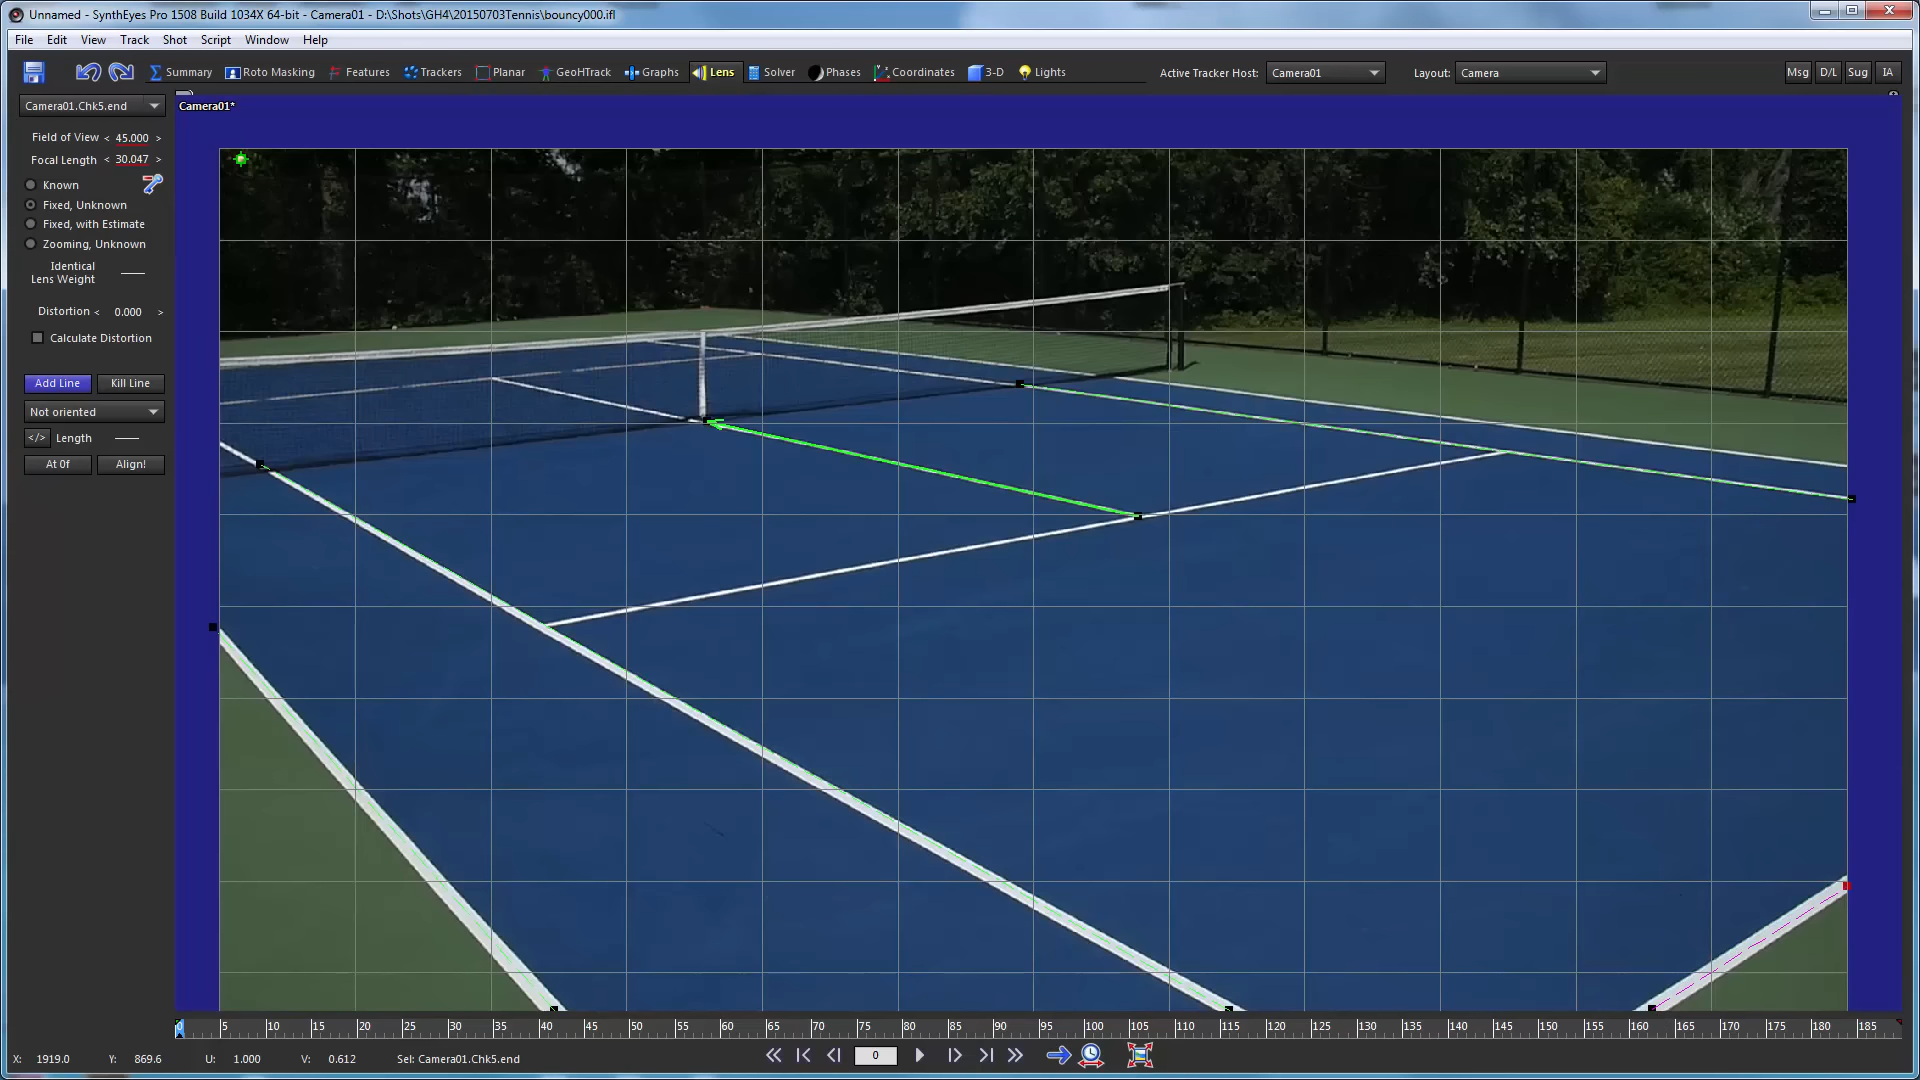 Unnamed - SynthEyes Pro 1508 Build 1034X 64-bit - Camera01 - D:\Shots\GH4\20150703Tennis\bouncy000.ifl
File Edit View Track Shot Script Window Help
Summary Roto Masking Features Trackers Planar GeoHTrack Graphs Lens Solver Phases Coordinates 3-D Lights Active Tracker Host: Camera01 Layout: Camera Msg D/L Sug IA
Camera01.Chk5.end Camera01*
Field of View < 45.000 >
Focal Length < 30.047 >
Known
Fixed, Unknown
Fixed, with Estimate
Zooming, Unknown
Identical
Lens Weight
Distortion < 0.000 >
Calculate Distortion
Add Line Kill Line
Not oriented
</> Length
At 0f Align!
0 5 10 15 20 25 30 35 40 45 50 55 60 65 70 75 80 85 90 95 100 105 110 115 120 125 130 135 140 145 150 155 160 165 170 175 180 185
X: 1919.0 Y: 869.6 U: 1.000 V: 0.612 Sel: Camera01.Chk5.end 0